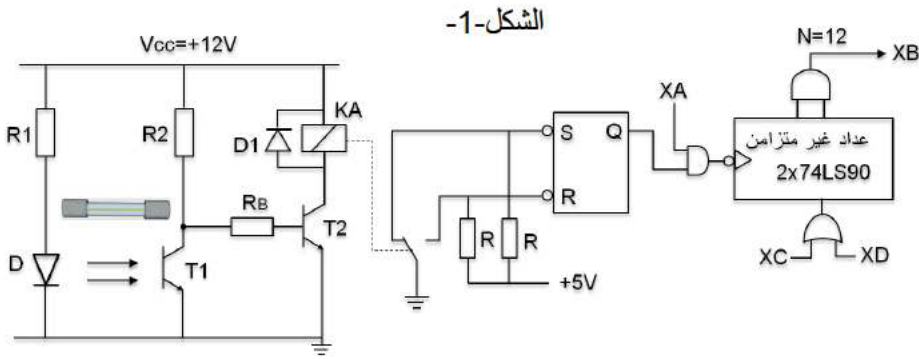 الشكل-1-
Vcc=+12V
N=12
XB
KA
XA
R1
R2
D1
S
Q
عداد غير متزامن
2x74LS90
RB
T2
R
R
R
D
T1
+5V
XC
XD